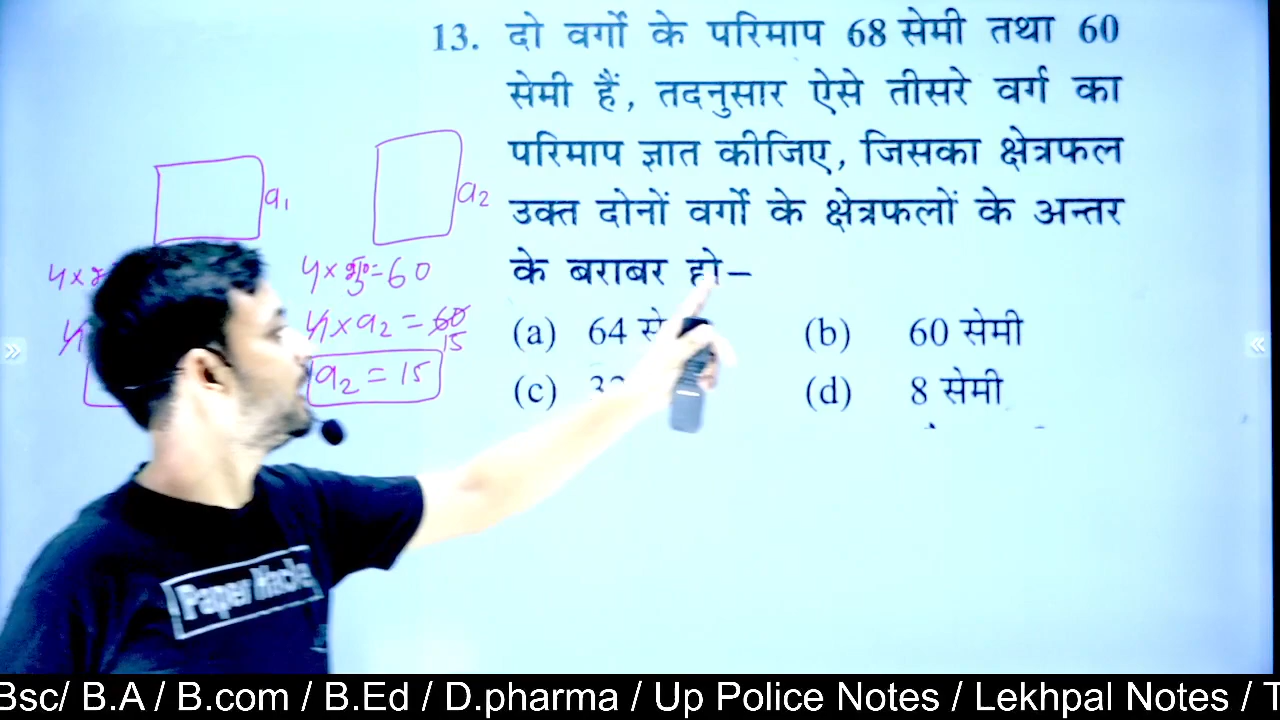 13. दो वर्गों के परिमाप 68 सेमी तथा 60
सेमी हैं, तदनुसार ऐसे तीसरे वर्ग का
परिमाप ज्ञात कीजिए, जिसका क्षेत्रफल
उक्त दोनों वर्गों के क्षेत्रफलों के अन्तर
के बराबर हो–
(a) 64 से
(b) 60 सेमी
(c)
(d) 8 सेमी
a₁
a₂
4×
4×भु=60
4×a₂ = 60
15
a₂ = 15
Bsc/ B.A / B.com / B.Ed / D.pharma / Up Police Notes / Lekhpal Notes / T